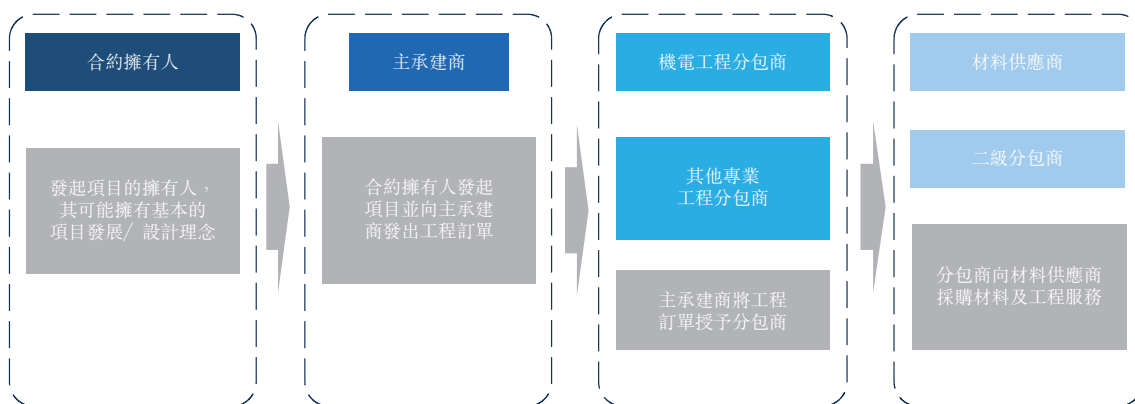 合約擁有人
發起項目的擁有人，
其可能擁有基本的
項目發展/ 設計理念
主承建商
合約擁有人發起
項目並向主承建
商發出工程訂單
機電工程分包商
其他專業
工程分包商
主承建商將工程
訂單授予分包商
材料供應商
二級分包商
分包商向材料供應商
採購材料及工程服務